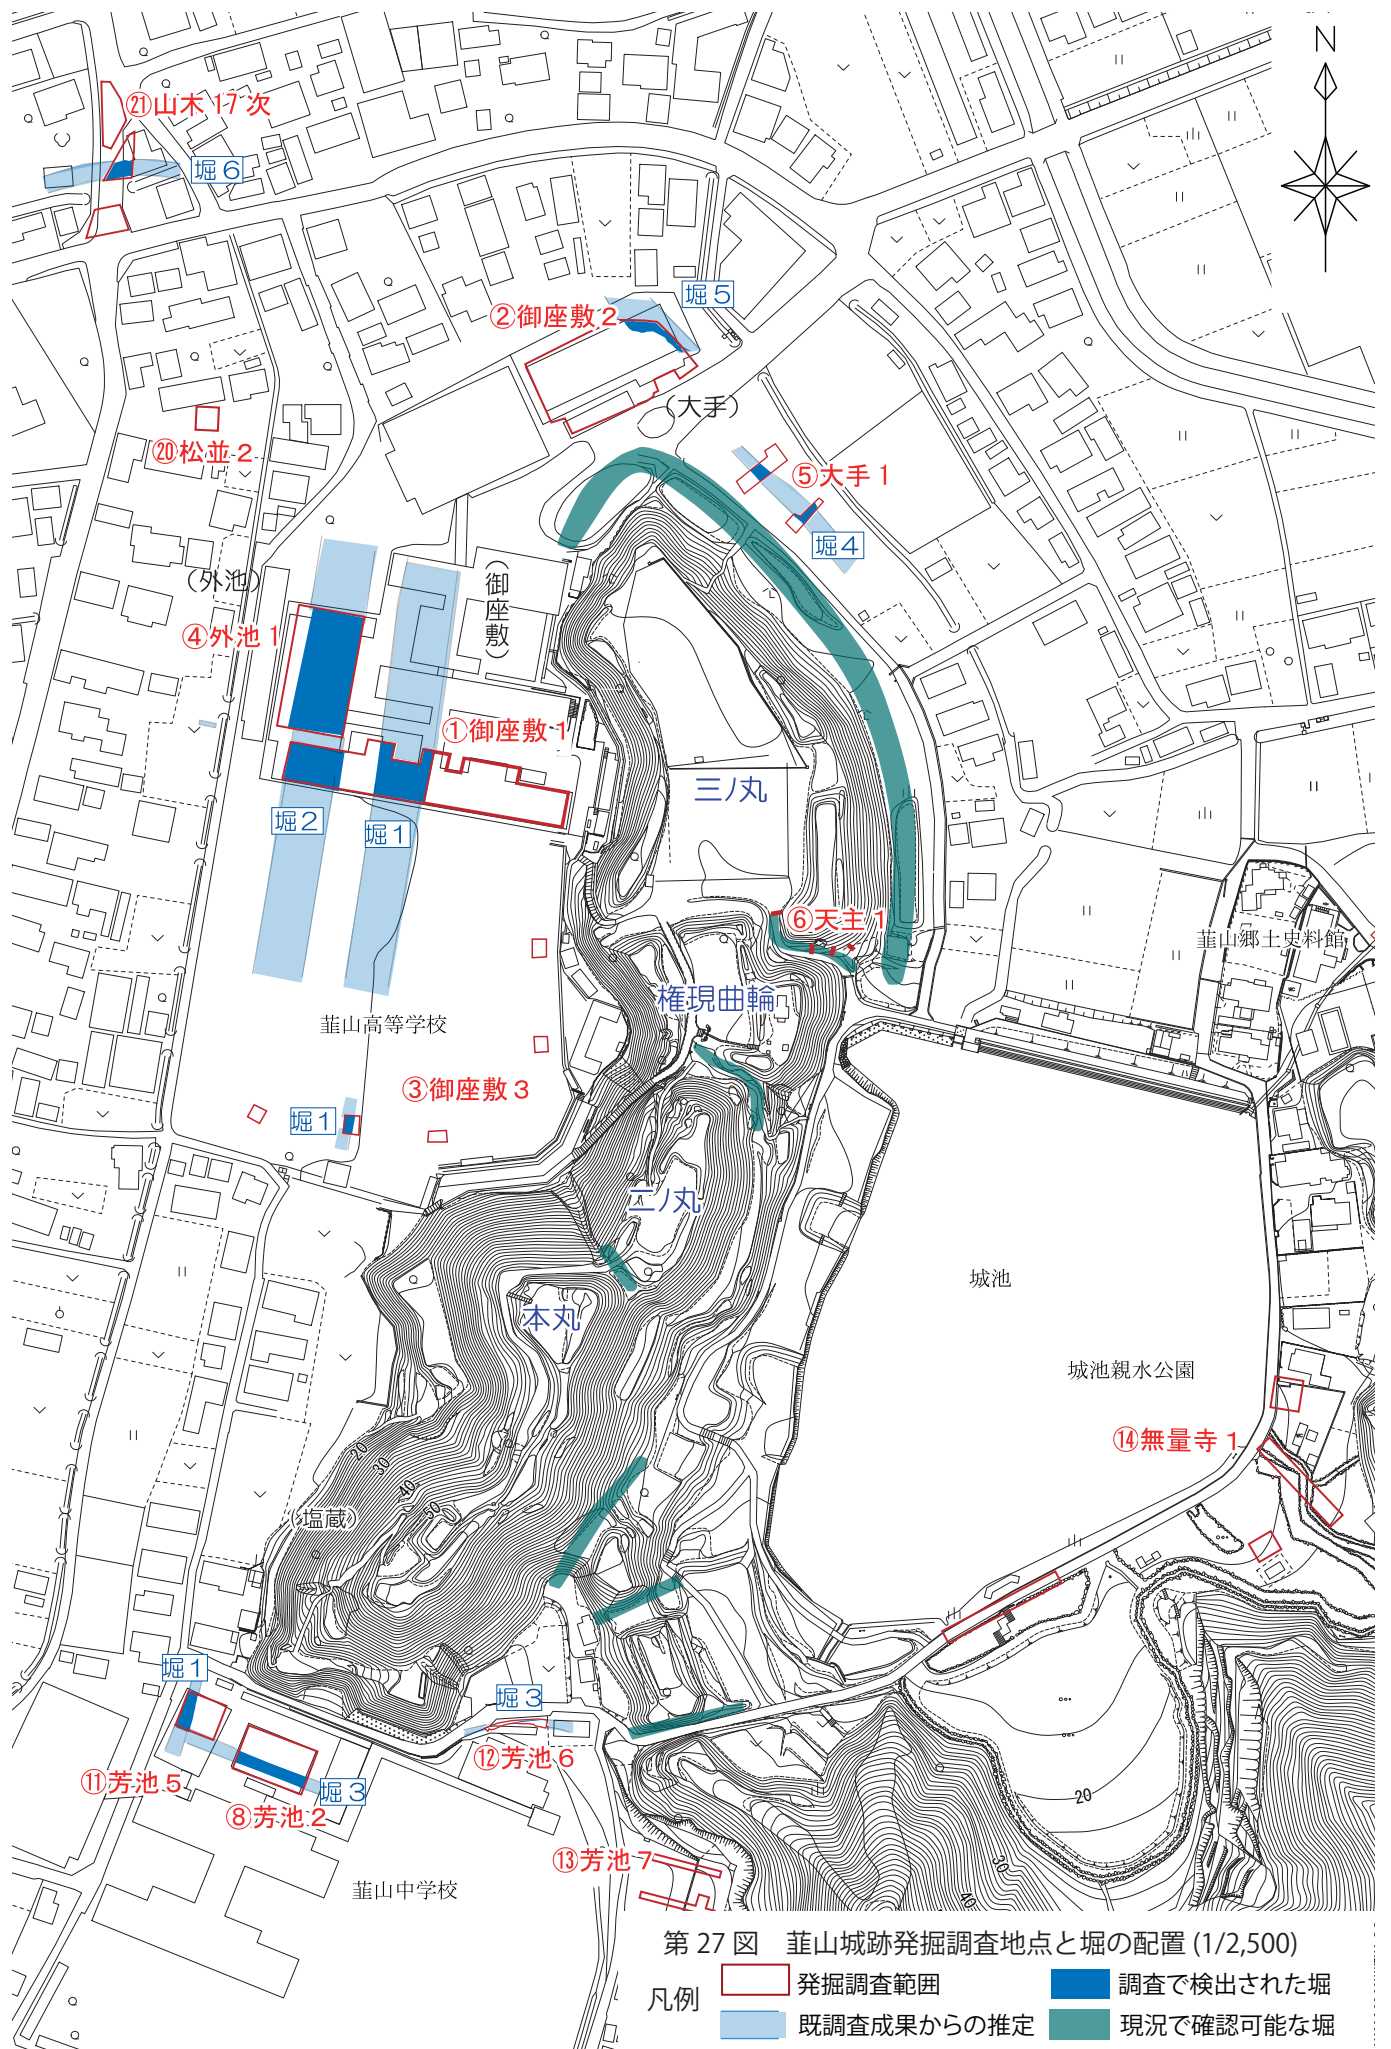 N
㉑山木17次
堀6
堀5
②御座敷2
(大手)
⑳松並2
⑤大手1
堀4
(外池)
(御座敷)
④外池1
①御座敷1
三ノ丸
堀2
堀1
⑥天主1
韮山郷土史料館
権現曲輪
韮山高等学校
③御座敷3
堀1
二ノ丸
城池
本丸
城池親水公園
⑭無量寺1
20
30
40
50
(塩蔵)
堀1
堀3
⑫芳池6
⑪芳池5
堀3
⑧芳池2
20
⑬芳池7
30
韮山中学校
40
第27図 韮山城跡発掘調査地点と堀の配置(1/2,500)
凡例
発掘調査範囲
調査で検出された堀
既調査成果からの推定
現況で確認可能な堀